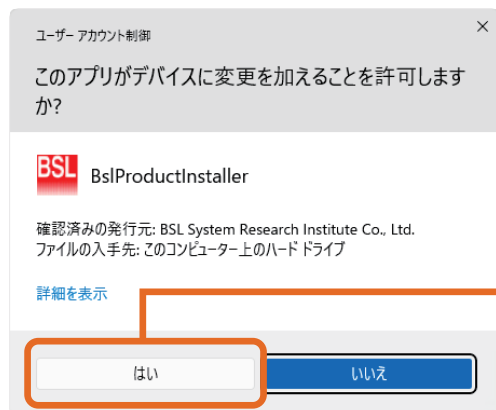 ユーザー アカウント制御
このアプリがデバイスに変更を加えることを許可します
か?
BSL
BslProductInstaller
確認済みの発行元: BSL System Research Institute Co., Ltd.
ファイルの入手先: このコンピューター上のハード ドライブ
詳細を表示
はい
いいえ